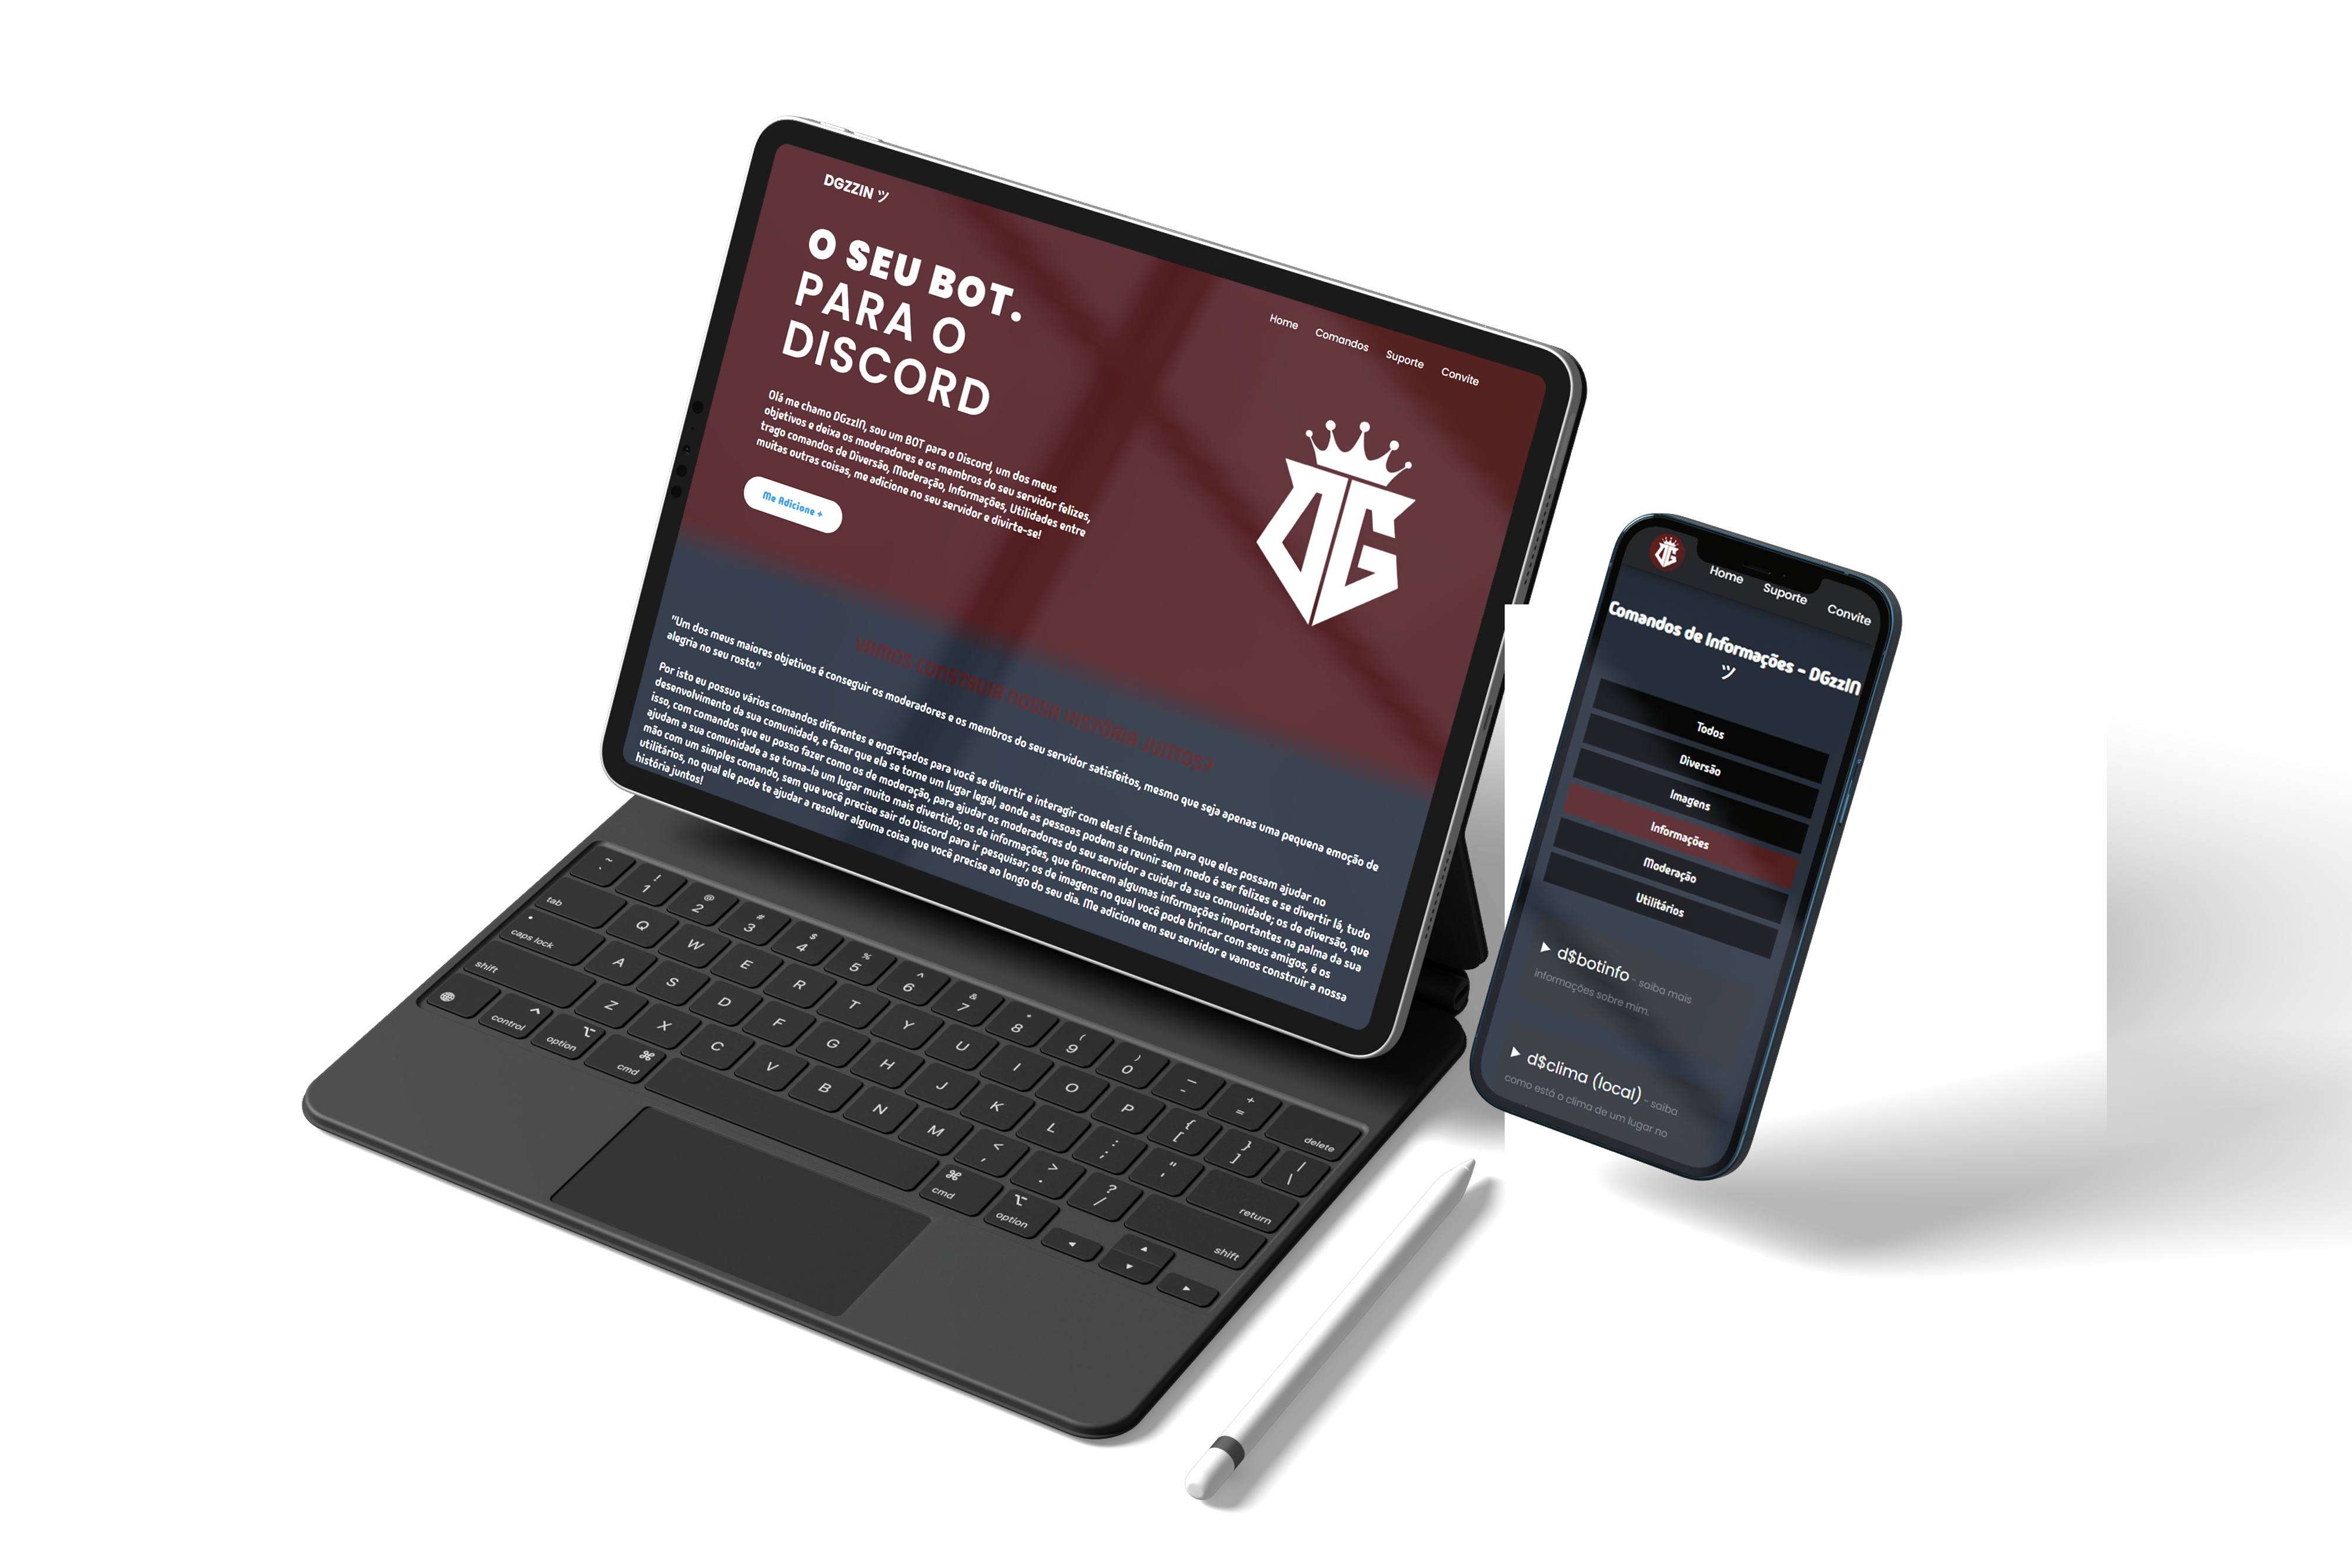 DGZZIN ツ
Home Comandos Suporte Convite
O SEU BOT.
PARA O
DISCORD
Olá me chamo DGzzIN, sou um BOT para o Discord, um dos meus
objetivos e deixa os moderadores e os membros do seu servidor felizes,
trago comandos de Diversão, Moderação, Informações, Utilidades entre
muitas outras coisas, me adicione no seu servidor e divirte-se!
Me Adicione +
DG
VAMOS CONSTRUIR NOSSA HISTÓRIA JUNTOS?
"Um dos meus maiores objetivos é conseguir os moderadores e os membros do seu servidor satisfeitos, mesmo que seja apenas uma pequena emoção de
alegria no seu rosto."
Por isto eu possuo vários comandos diferentes e engraçados para você se divertir e interagir com eles! É também para que eles possam ajudar no
desenvolvimento da sua comunidade, e fazer que ela se torne um lugar legal, aonde as pessoas podem se reunir sem medo é ser felizes e se divertir lá, tudo
isso, com comandos que eu posso fazer como os de moderação, para ajudar os moderadores do seu servidor a cuidar da sua comunidade; os de diversão, que
ajudam a sua comunidade a se torna-la um lugar muito mais divertido; os de informações, que fornecem algumas informações importantes na palma da sua
mão com um simples comando, sem que você precise sair do Discord para ir pesquisar; os de imagens no qual você pode brincar com seus amigos, é os
utilitários, no qual ele pode te ajudar a resolver alguma coisa que você precise ao longo do seu dia. Me adicione em seu servidor e vamos construir a nossa
história juntos!
~ ! @ # $ % ^ & * ( ) — +
` 1 2 3 4 5 6 7 8 9 0 - = delete
tab Q W E R T Y U I O P { [ } ] | \
caps lock A S D F G H J K L : ; " ' return
shift Z X C V B N M < , > . ? / shift
control ^ option ⌥ cmd ⌘ ⌘ cmd ⌥ option ◀ ▲ ▼ ▶
DG
Home Suporte Convite
Comandos de Informações - DGzzIN
ツ
Todos
Diversão
Imagens
Informações
Moderação
Utilitários
▶ d$botinfo - saiba mais
informações sobre mim.
▶ d$clima (local) - saiba
como está o clima de um lugar no